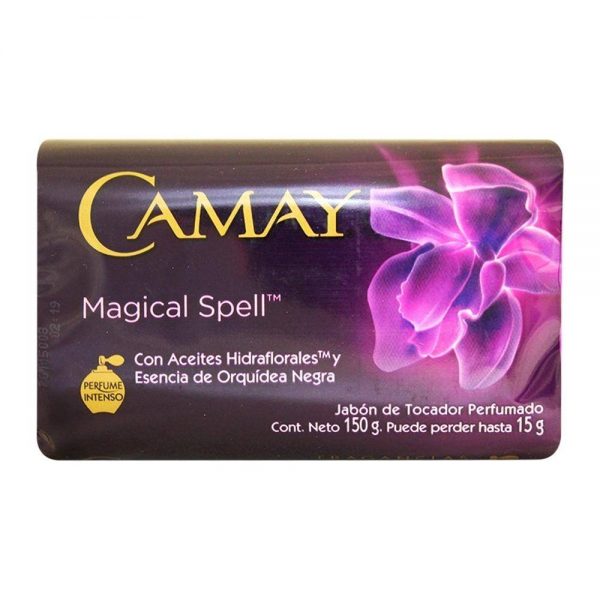 CAMAY
Magical Spell™
PERFUME
INTENSO
Con Aceites Hidraflorales™ y
Esencia de Orquídea Negra
Jabón de Tocador Perfumado
Cont. Neto 150 g. Puede perder hasta 15 g